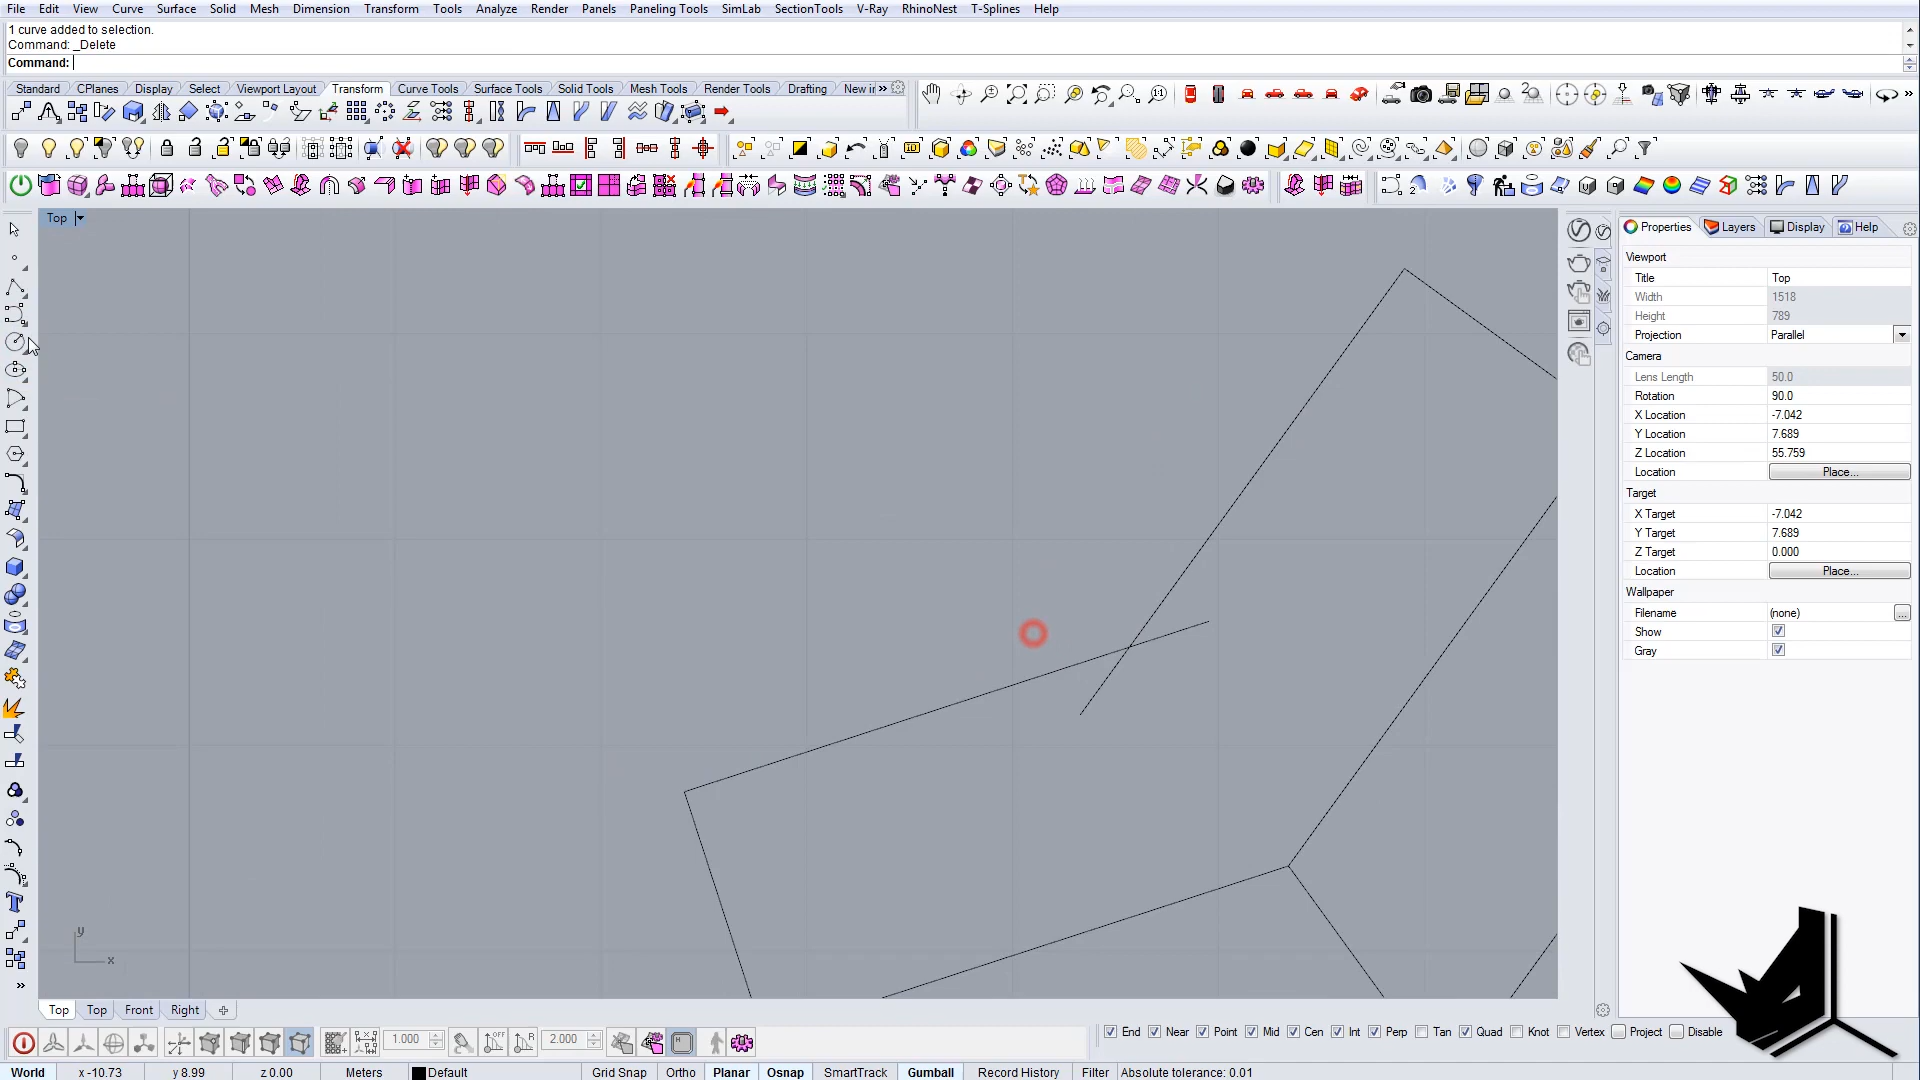 File Edit View Curve Surface Solid Mesh Dimension Transform Tools Analyze Render Panels Paneling Tools SimLab SectionTools V-Ray RhinoNest T-Splines Help
1 curve added to selection.
Command: _Delete
Command:
Standard CPlanes Display Select Viewport Layout Transform Curve Tools Surface Tools Solid Tools Mesh Tools Render Tools Drafting New in »
Top
Properties Layers Display Help
Viewport
Title Top
Width 1518
Height 789
Projection Parallel
Camera
Lens Length 50.0
Rotation 90.0
X Location -7.042
Y Location 7.689
Z Location 55.759
Location Place...
Target
X Target -7.042
Y Target 7.689
Z Target 0.000
Location Place...
Wallpaper
Filename (none) ...
Show
Gray
y
x
Top Top Front Right
1.000 2.000 End Near Point Mid Cen Int Perp Tan Quad Knot Vertex Project Disable
World x -10.73 y 8.99 z 0.00 Meters Default Grid Snap Ortho Planar Osnap SmartTrack Gumball Record History Filter Absolute tolerance: 0.01